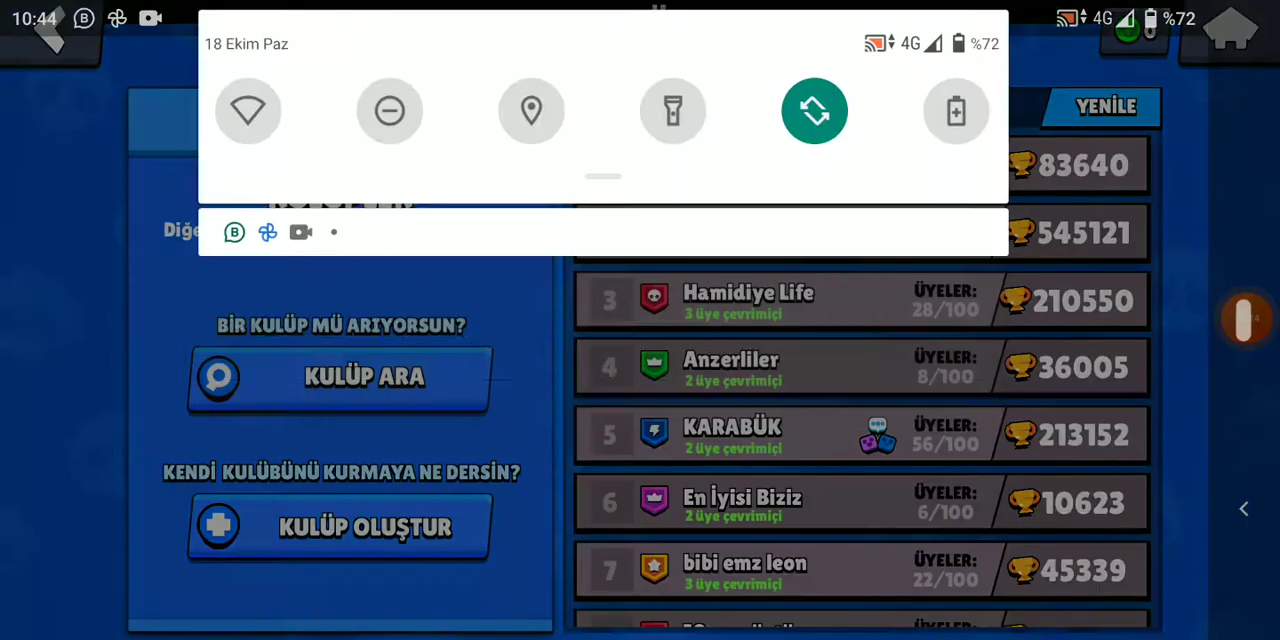 10:44
4G %72
18 Ekim Paz
4G %72
YENİLE
83640
Diğe
545121
BİR KULÜP MÜ ARIYORSUN?
KULÜP ARA
KENDİ KULÜBÜNÜ KURMAYA NE DERSİN?
KULÜP OLUŞTUR
3 Hamidiye Life ÜYELER: 210550
3 üye çevrimiçi 28/100
4 Anzerliler ÜYELER: 36005
2 üye çevrimiçi 8/100
5 KARABÜK ÜYELER: 213152
2 üye çevrimiçi 56/100
6 En İyisi Biziz ÜYELER: 10623
2 üye çevrimiçi 6/100
7 bibi emz leon ÜYELER: 45339
3 üye çevrimiçi 22/100